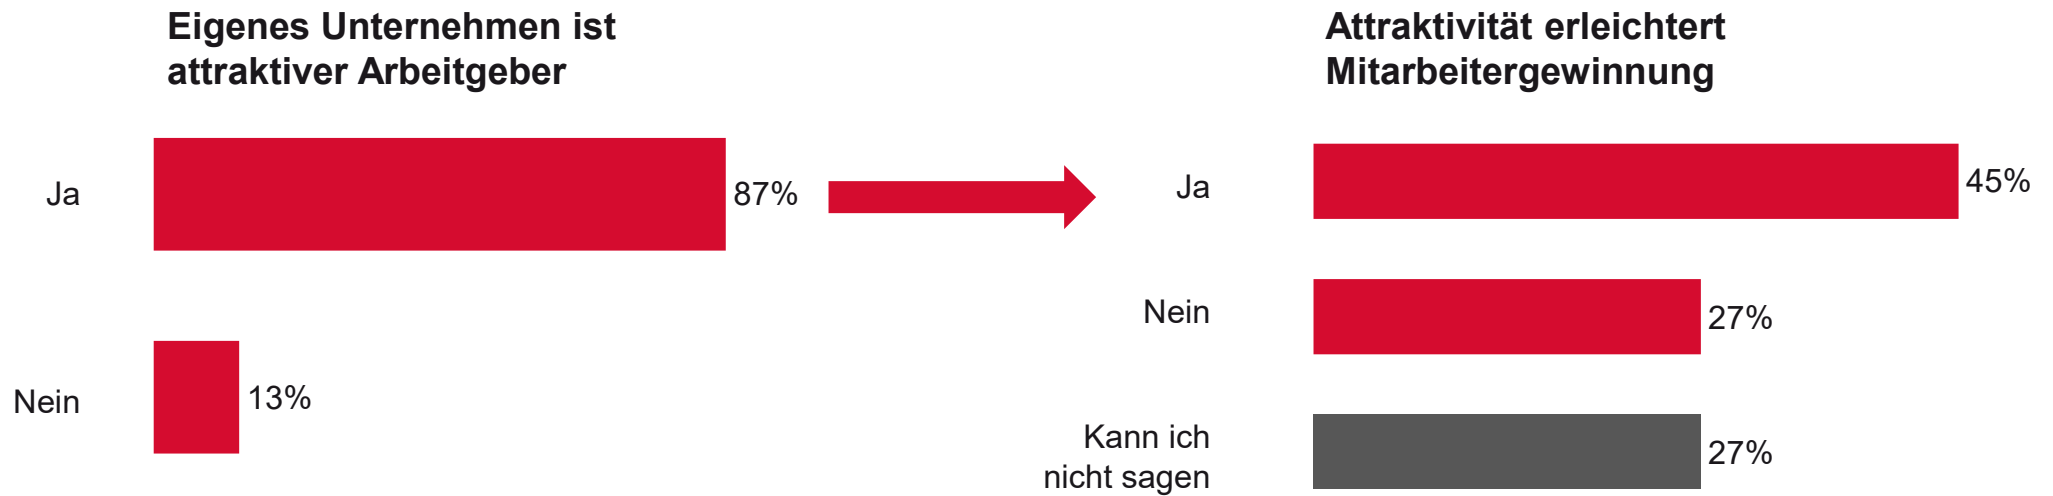 Eigenes Unternehmen ist
attraktiver Arbeitgeber
Ja
87%
Nein
13%
Attraktivität erleichtert
Mitarbeitergewinnung
Ja
45%
Nein
27%
Kann ich
nicht sagen
27%